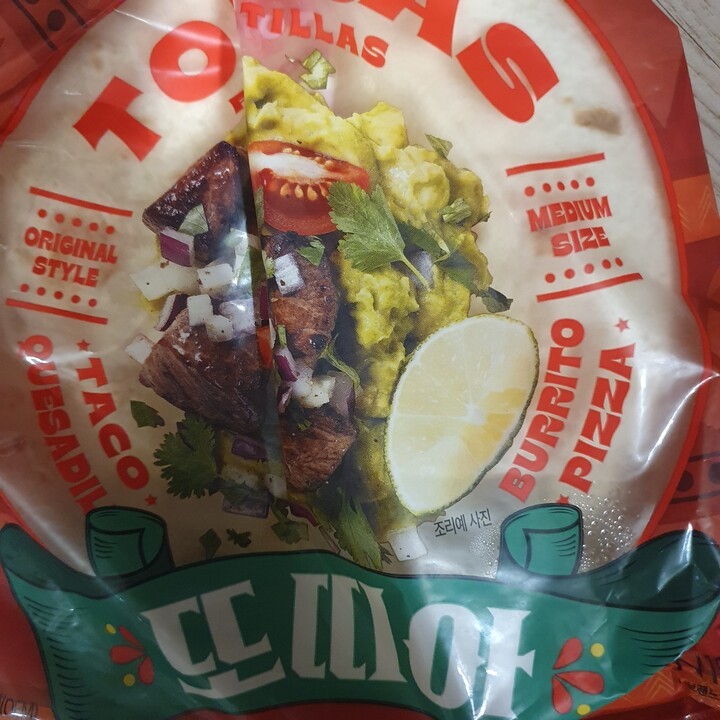 TILLAS
ORIGINAL
STYLE
MEDIUM
SIZE
TACO
BURRITO
PIZZA
조리예 사진
또띠아